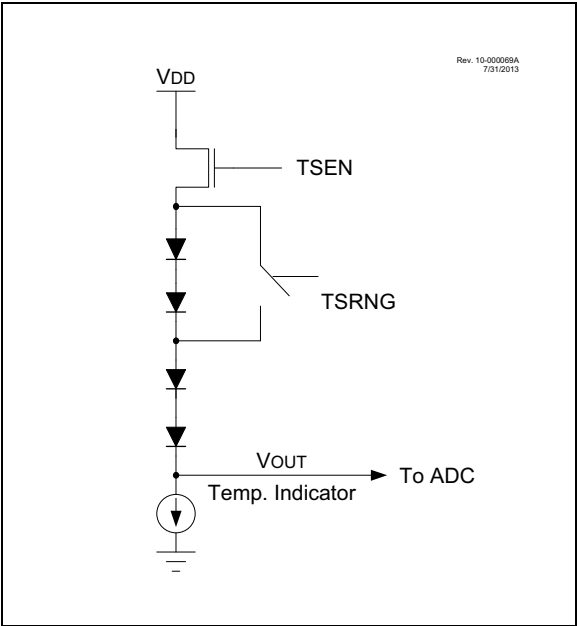 Rev. 10-000069A
7/31/2013
VDD
TSEN
TSRNG
VOUT
To ADC
Temp. Indicator